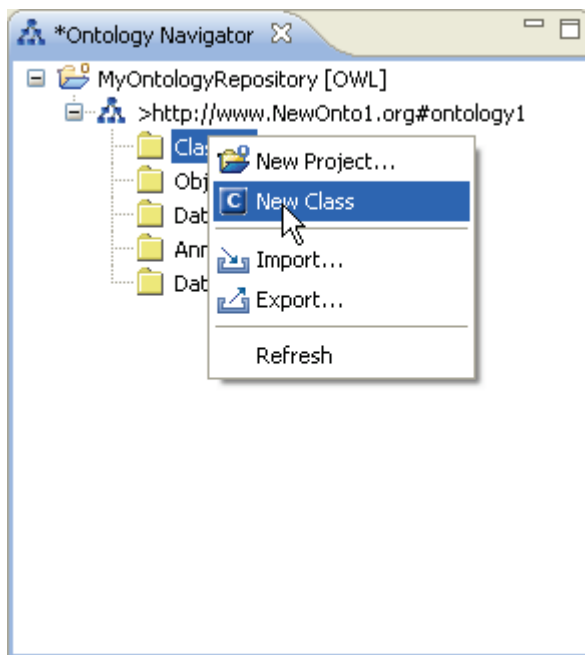 *Ontology Navigator
MyOntologyRepository [OWL]
>http://www.NewOnto1.org#ontology1
New Project...
C New Class
Import...
Export...
Refresh